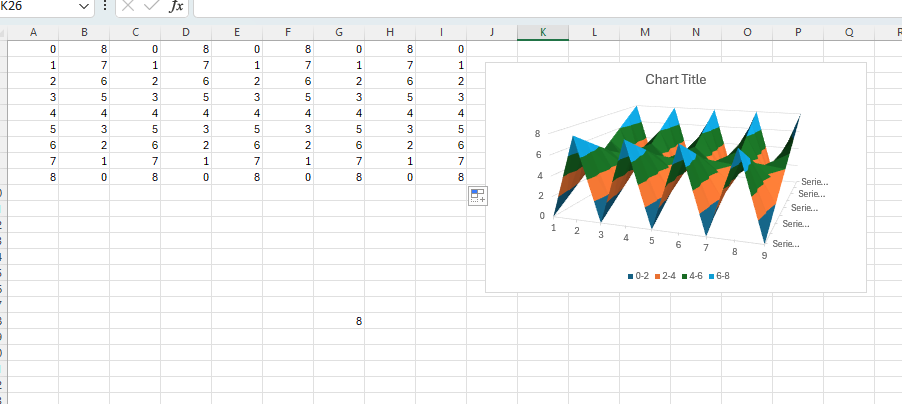 K26 fx
A B C D E F G H I J K L M N O P Q R
0 8 0 8 0 8 0 8 0
1 7 1 7 1 7 1 7 1
2 6 2 6 2 6 2 6 2
3 5 3 5 3 5 3 5 3
4 4 4 4 4 4 4 4 4
5 3 5 3 5 3 5 3 5
6 2 6 2 6 2 6 2 6
7 1 7 1 7 1 7 1 7
8 0 8 0 8 0 8 0 8
8
Chart Title
8
6
4
2
0
1 2 3 4 5 6 7 8 9
Serie...
Serie...
Serie...
Serie...
Serie...
0-2 2-4 4-6 6-8